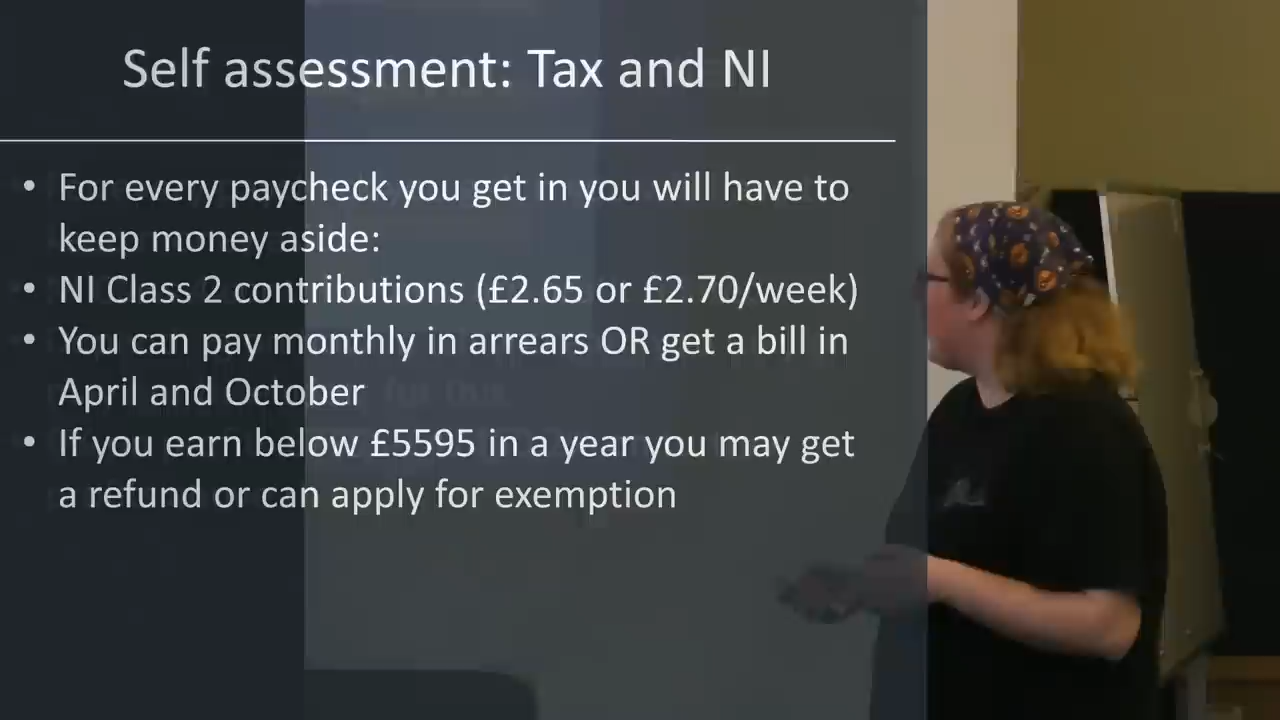 Self assessment: Tax and NI
• For every paycheck you get in you will have to
keep money aside:
• NI Class 2 contributions (£2.65 or £2.70/week)
• You can pay monthly in arrears OR get a bill in
April and October
• If you earn below £5595 in a year you may get
a refund or can apply for exemption